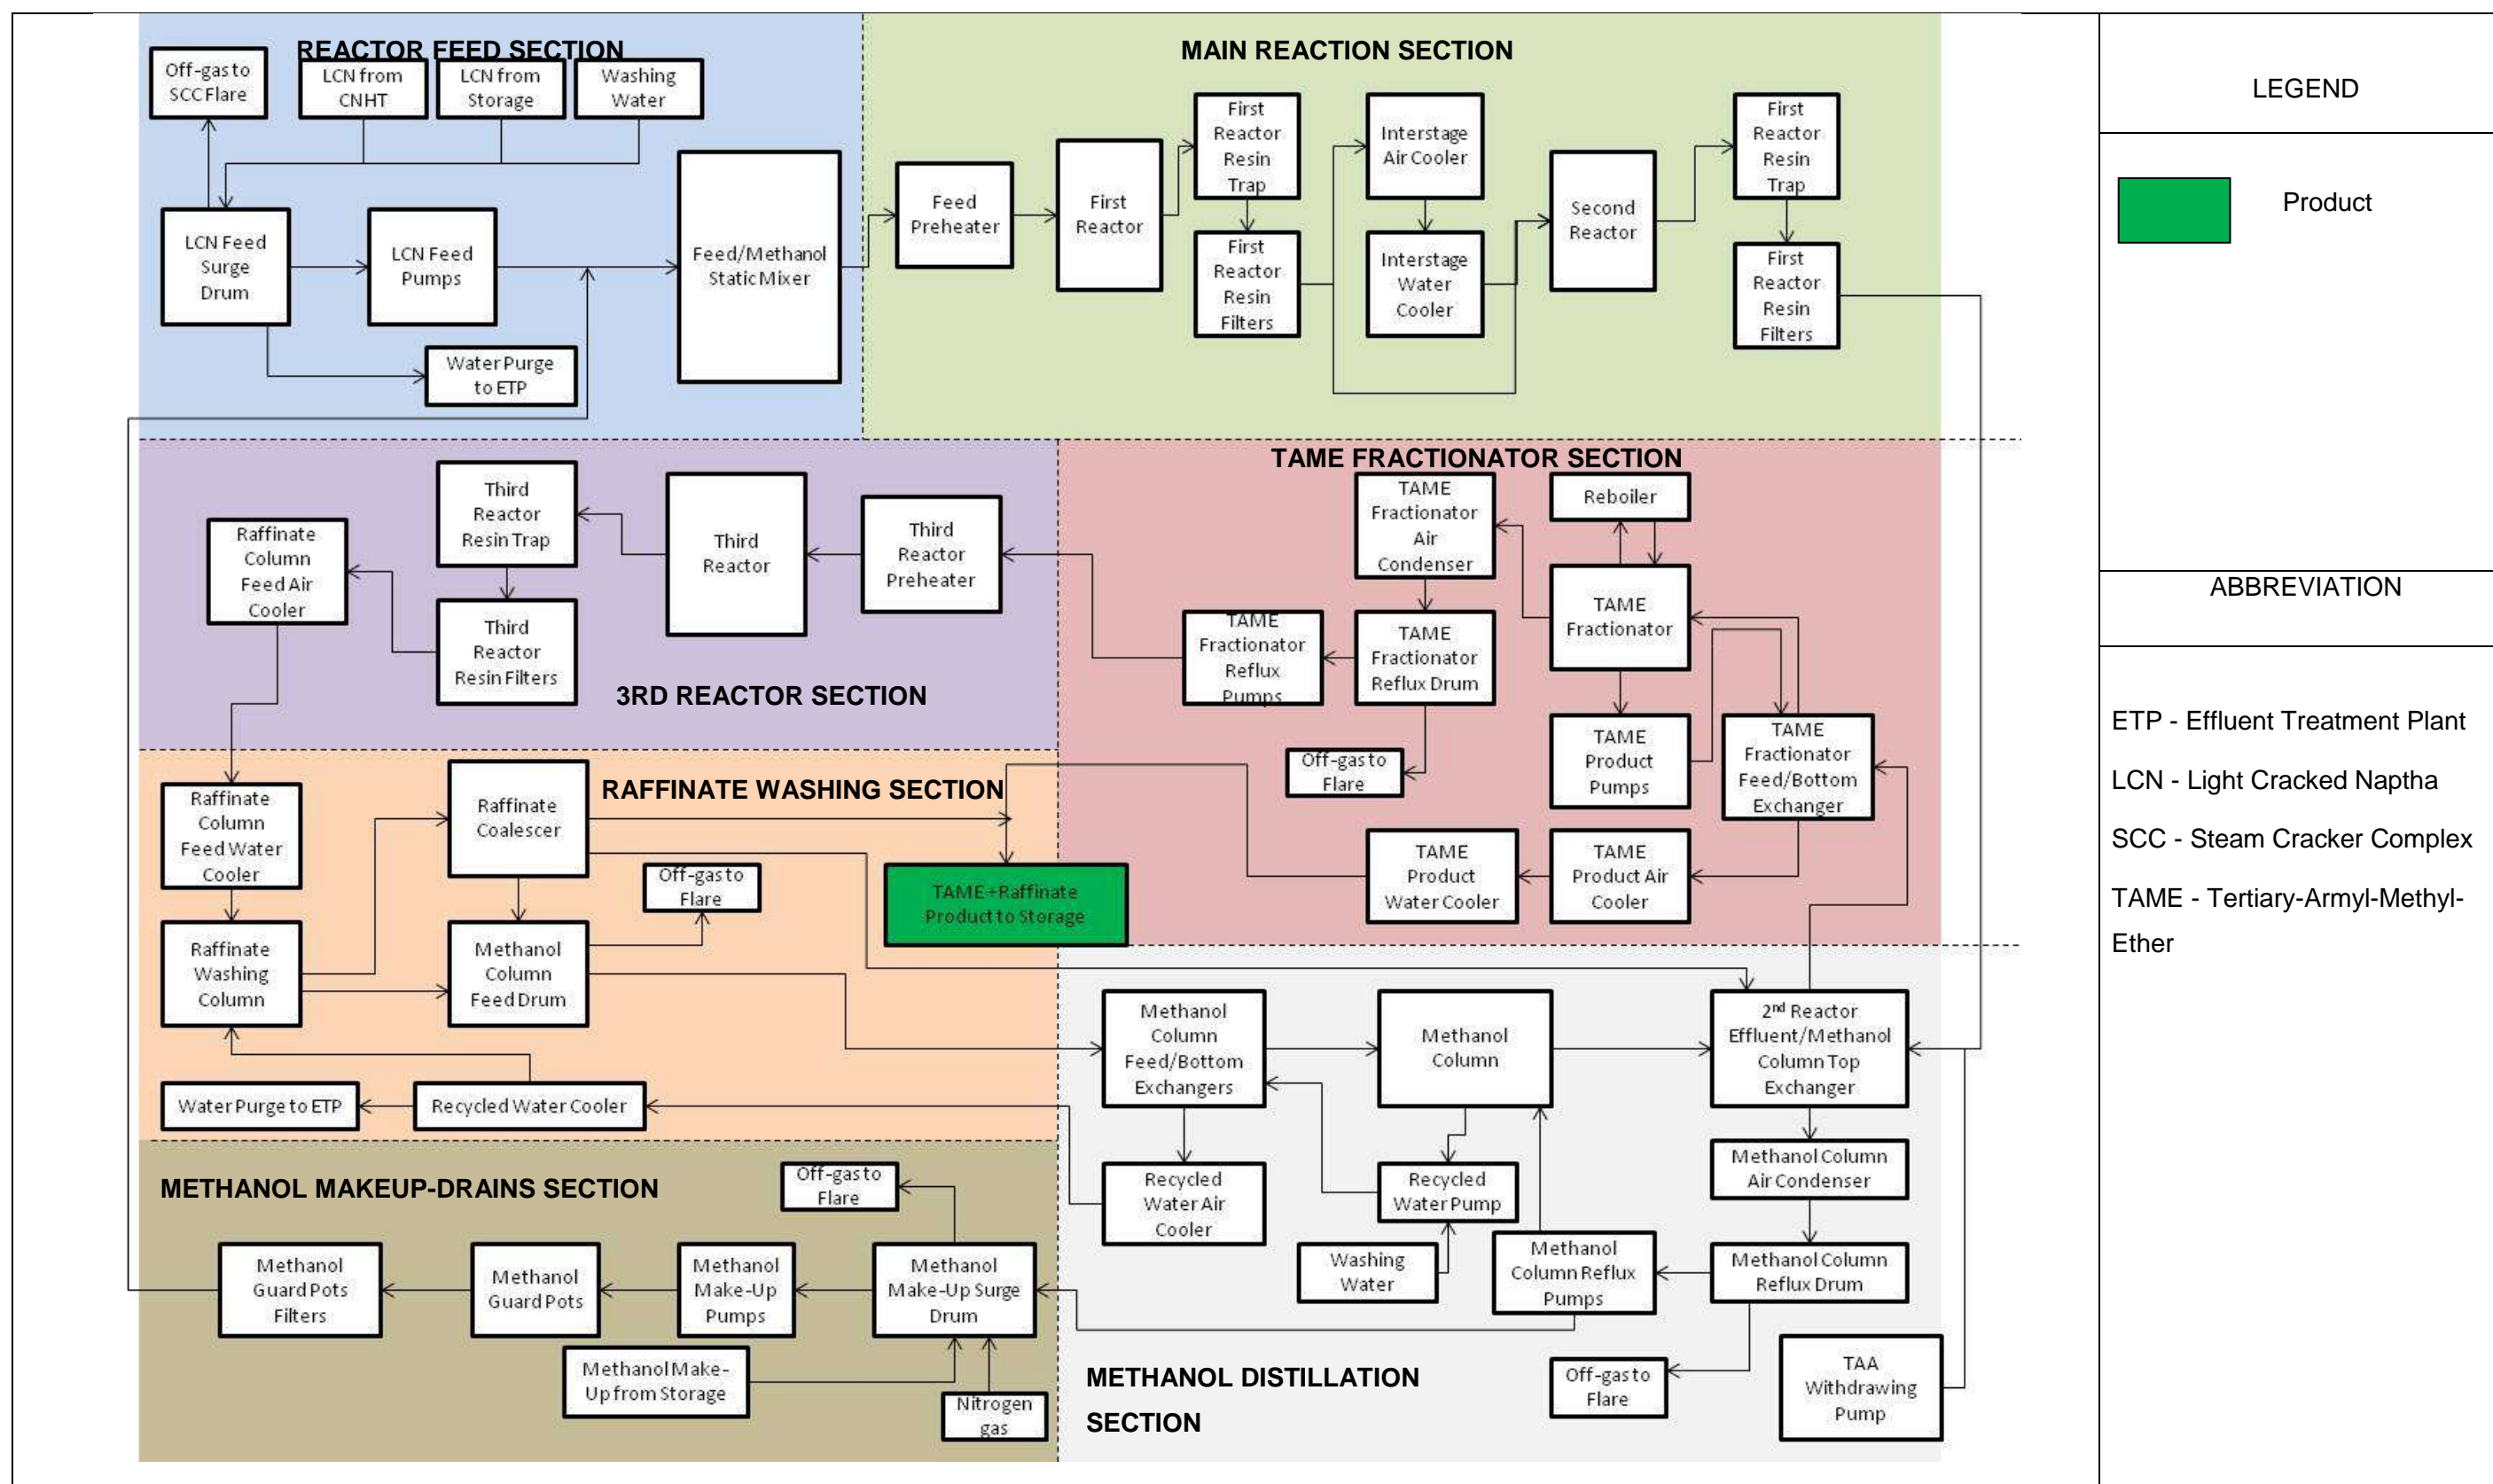 REACTOR FEED SECTION
Off-gas to
SCC Flare
LCN from
CNHT
LCN from
Storage
Washing
Water
LCN Feed
Surge
Drum
LCN Feed
Pumps
Feed/Methanol
Static Mixer
Water Purge
to ETP
MAIN REACTION SECTION
Feed
Preheater
First
Reactor
First
Reactor
Resin
Trap
First
Reactor
Resin
Filters
Interstage
Air Cooler
Interstage
Water
Cooler
Second
Reactor
First
Reactor
Resin
Trap
First
Reactor
Resin
Filters
Raffinate
Column
Feed Air
Cooler
Third
Reactor
Resin Trap
Third
Reactor
Resin Filters
Third
Reactor
Third
Reactor
Preheater
3RD REACTOR SECTION
TAME FRACTIONATOR SECTION
TAME
Fractionator
Air
Condenser
Reboiler
TAME
Fractionator
Reflux
Pumps
TAME
Fractionator
Reflux Drum
TAME
Fractionator
Off-gas to
Flare
TAME
Product
Pumps
TAME
Fractionator
Feed/Bottom
Exchanger
TAME
Product
Water Cooler
TAME
Product Air
Cooler
RAFFINATE WASHING SECTION
Raffinate
Column
Feed Water
Cooler
Raffinate
Coalescer
Off-gas to
Flare
TAME+Raffinate
Product to Storage
Raffinate
Washing
Column
Methanol
Column
Feed Drum
Water Purge to ETP
Recycled Water Cooler
Methanol
Column
Feed/Bottom
Exchangers
Methanol
Column
2nd Reactor
Effluent/Methanol
Column Top
Exchanger
Recycled
Water Air
Cooler
Recycled
Water Pump
Methanol Column
Air Condenser
Washing
Water
Methanol
Column Reflux
Pumps
Methanol Column
Reflux Drum
Off-gas to
Flare
TAA
Withdrawing
Pump
METHANOL DISTILLATION
SECTION
METHANOL MAKEUP-DRAINS SECTION
Off-gas to
Flare
Methanol
Guard Pots
Filters
Methanol
Guard Pots
Methanol
Make-Up
Pumps
Methanol
Make-Up Surge
Drum
Methanol Make-
Up from Storage
Nitrogen
gas
LEGEND
Product
ABBREVIATION
ETP - Effluent Treatment Plant
LCN - Light Cracked Naptha
SCC - Steam Cracker Complex
TAME - Tertiary-Armyl-Methyl-
Ether